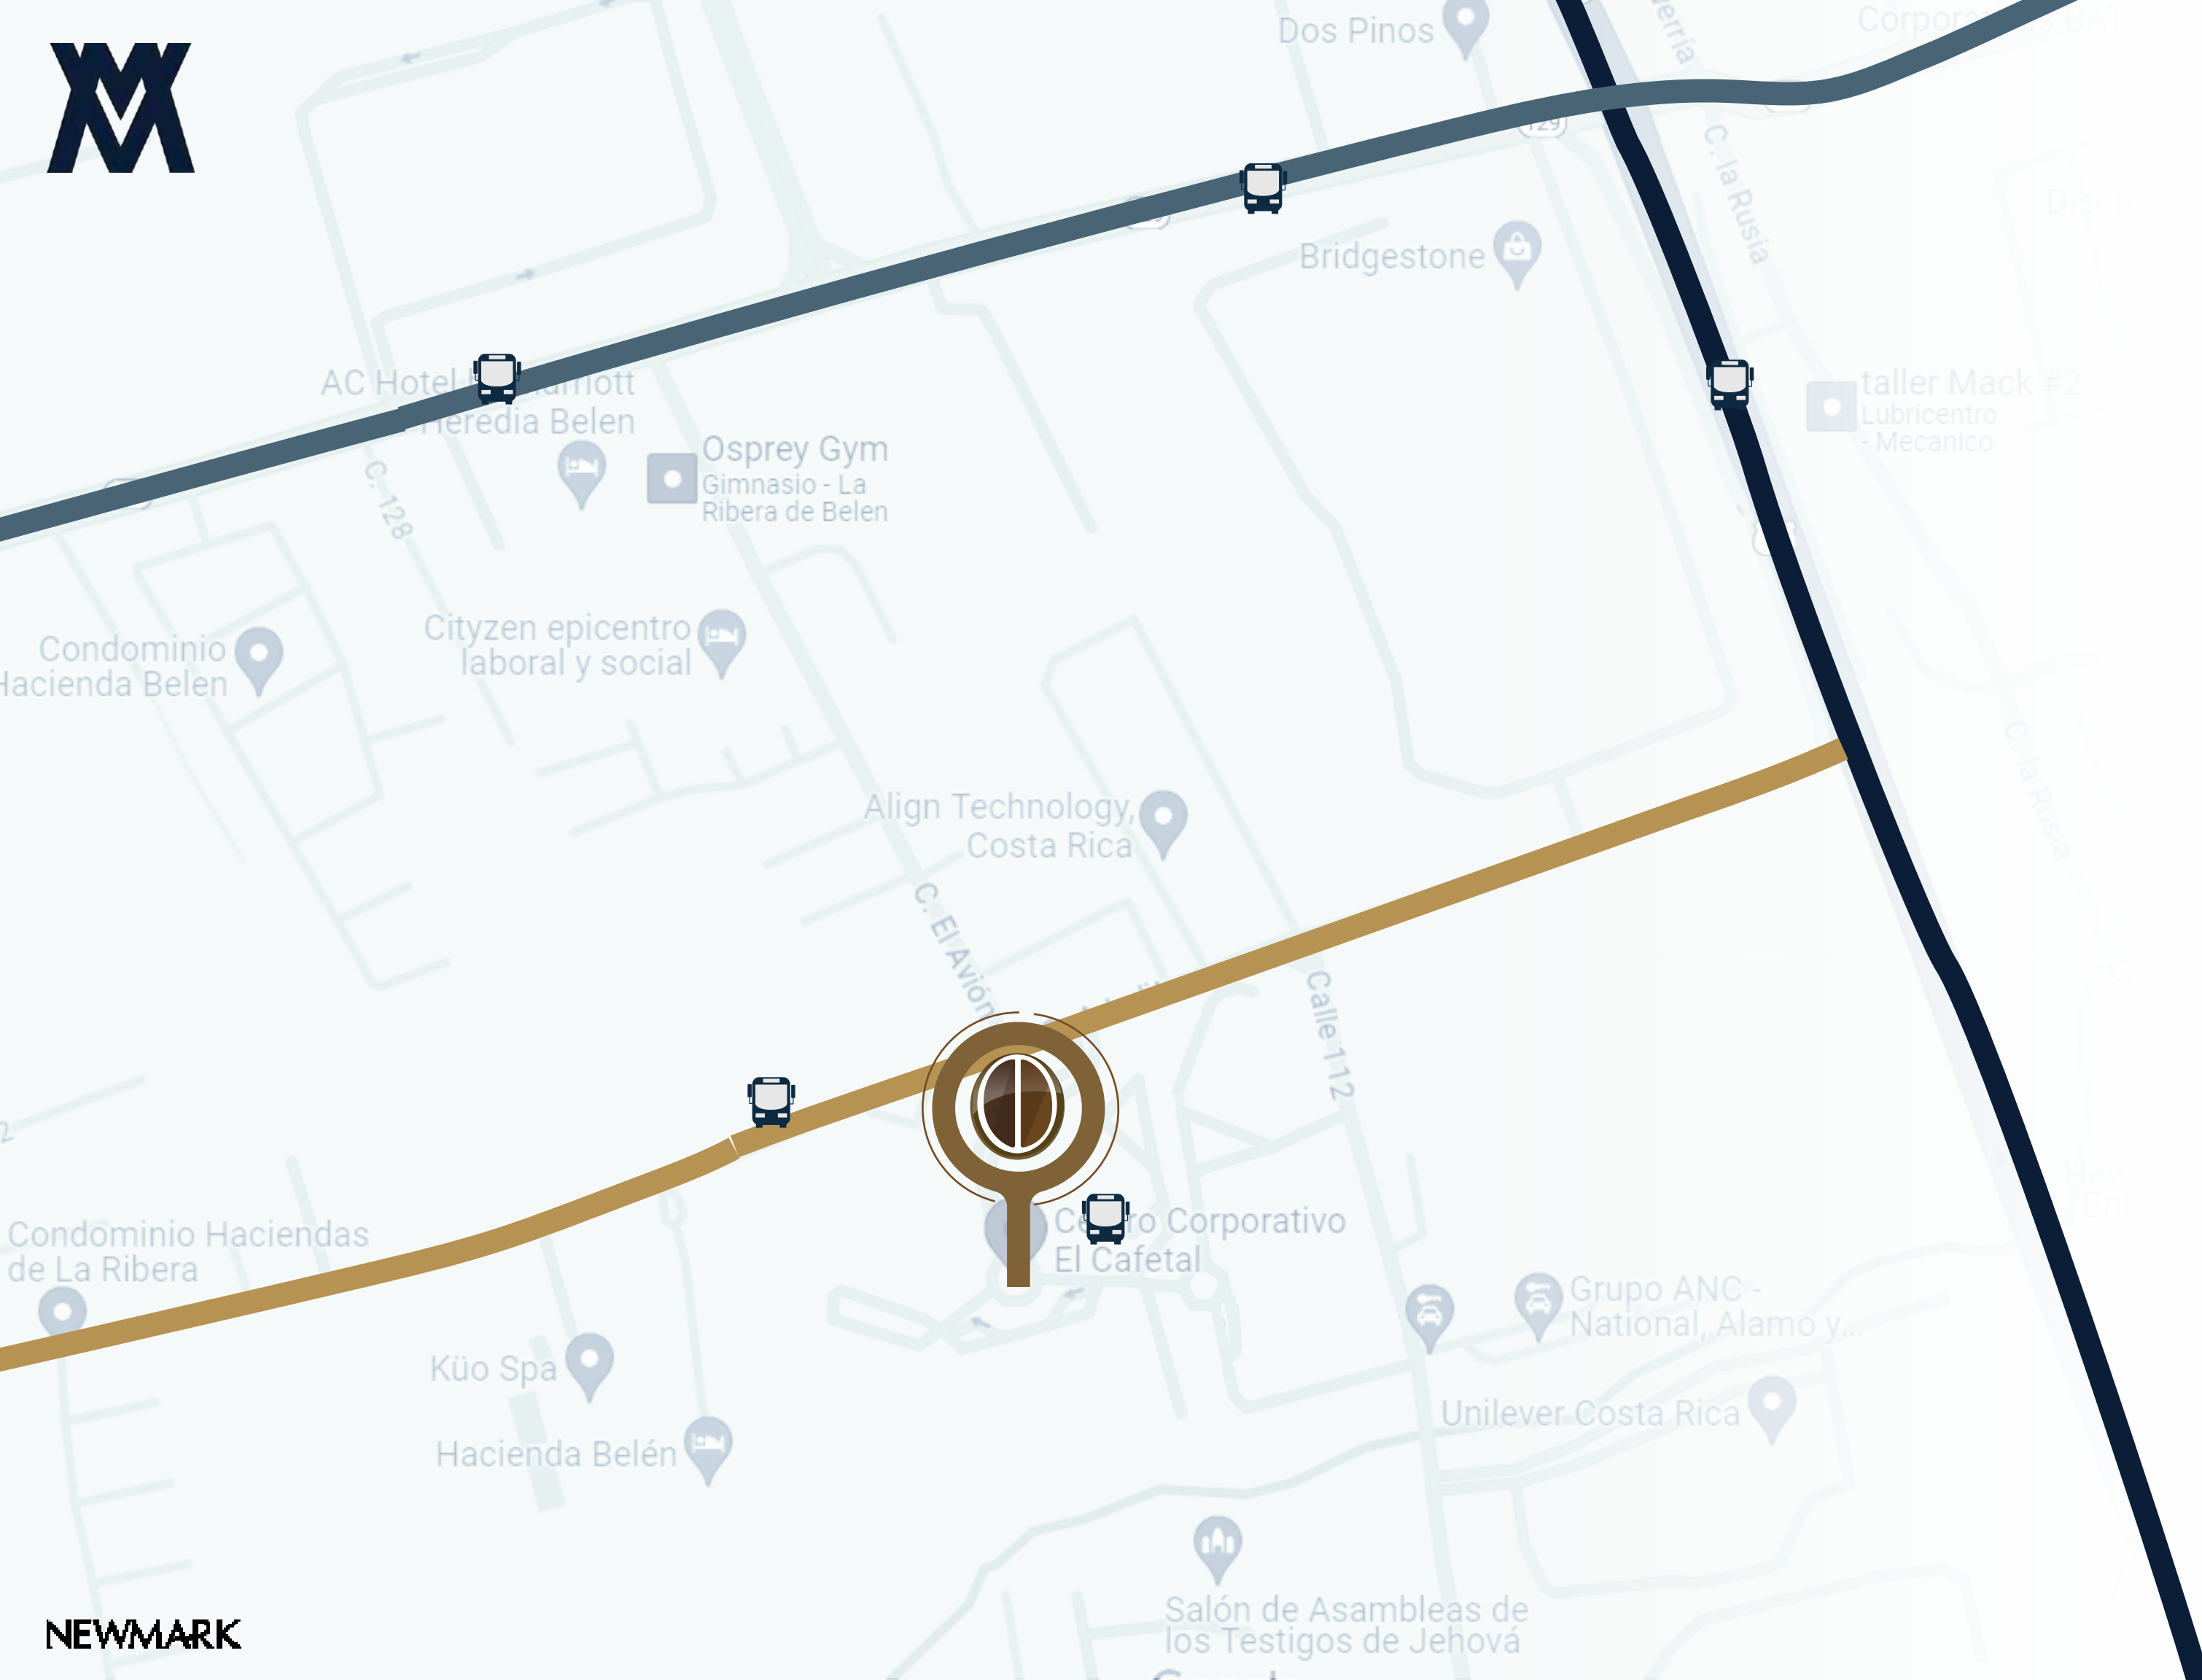 Dos Pinos
129
C. la Rusia
Bridgestone
AC Hotel
Heredia Belen
Osprey Gym
Gimnasio - La
Ribera de Belen
C. 128
taller Mack #2
Lubricentro
- Mecanico
Condominio
Hacienda Belen
Cityzen epicentro
laboral y social
Align Technology,
Costa Rica
C. la Rusia
C. El Avión
Calle 112
Centro Corporativo
El Cafetal
Condominio Haciendas
de La Ribera
Grupo ANC -
National, Alamo y...
Küo Spa
Unilever Costa Rica
Hacienda Belén
Salón de Asambleas de
los Testigos de Jehová
NEWMARK